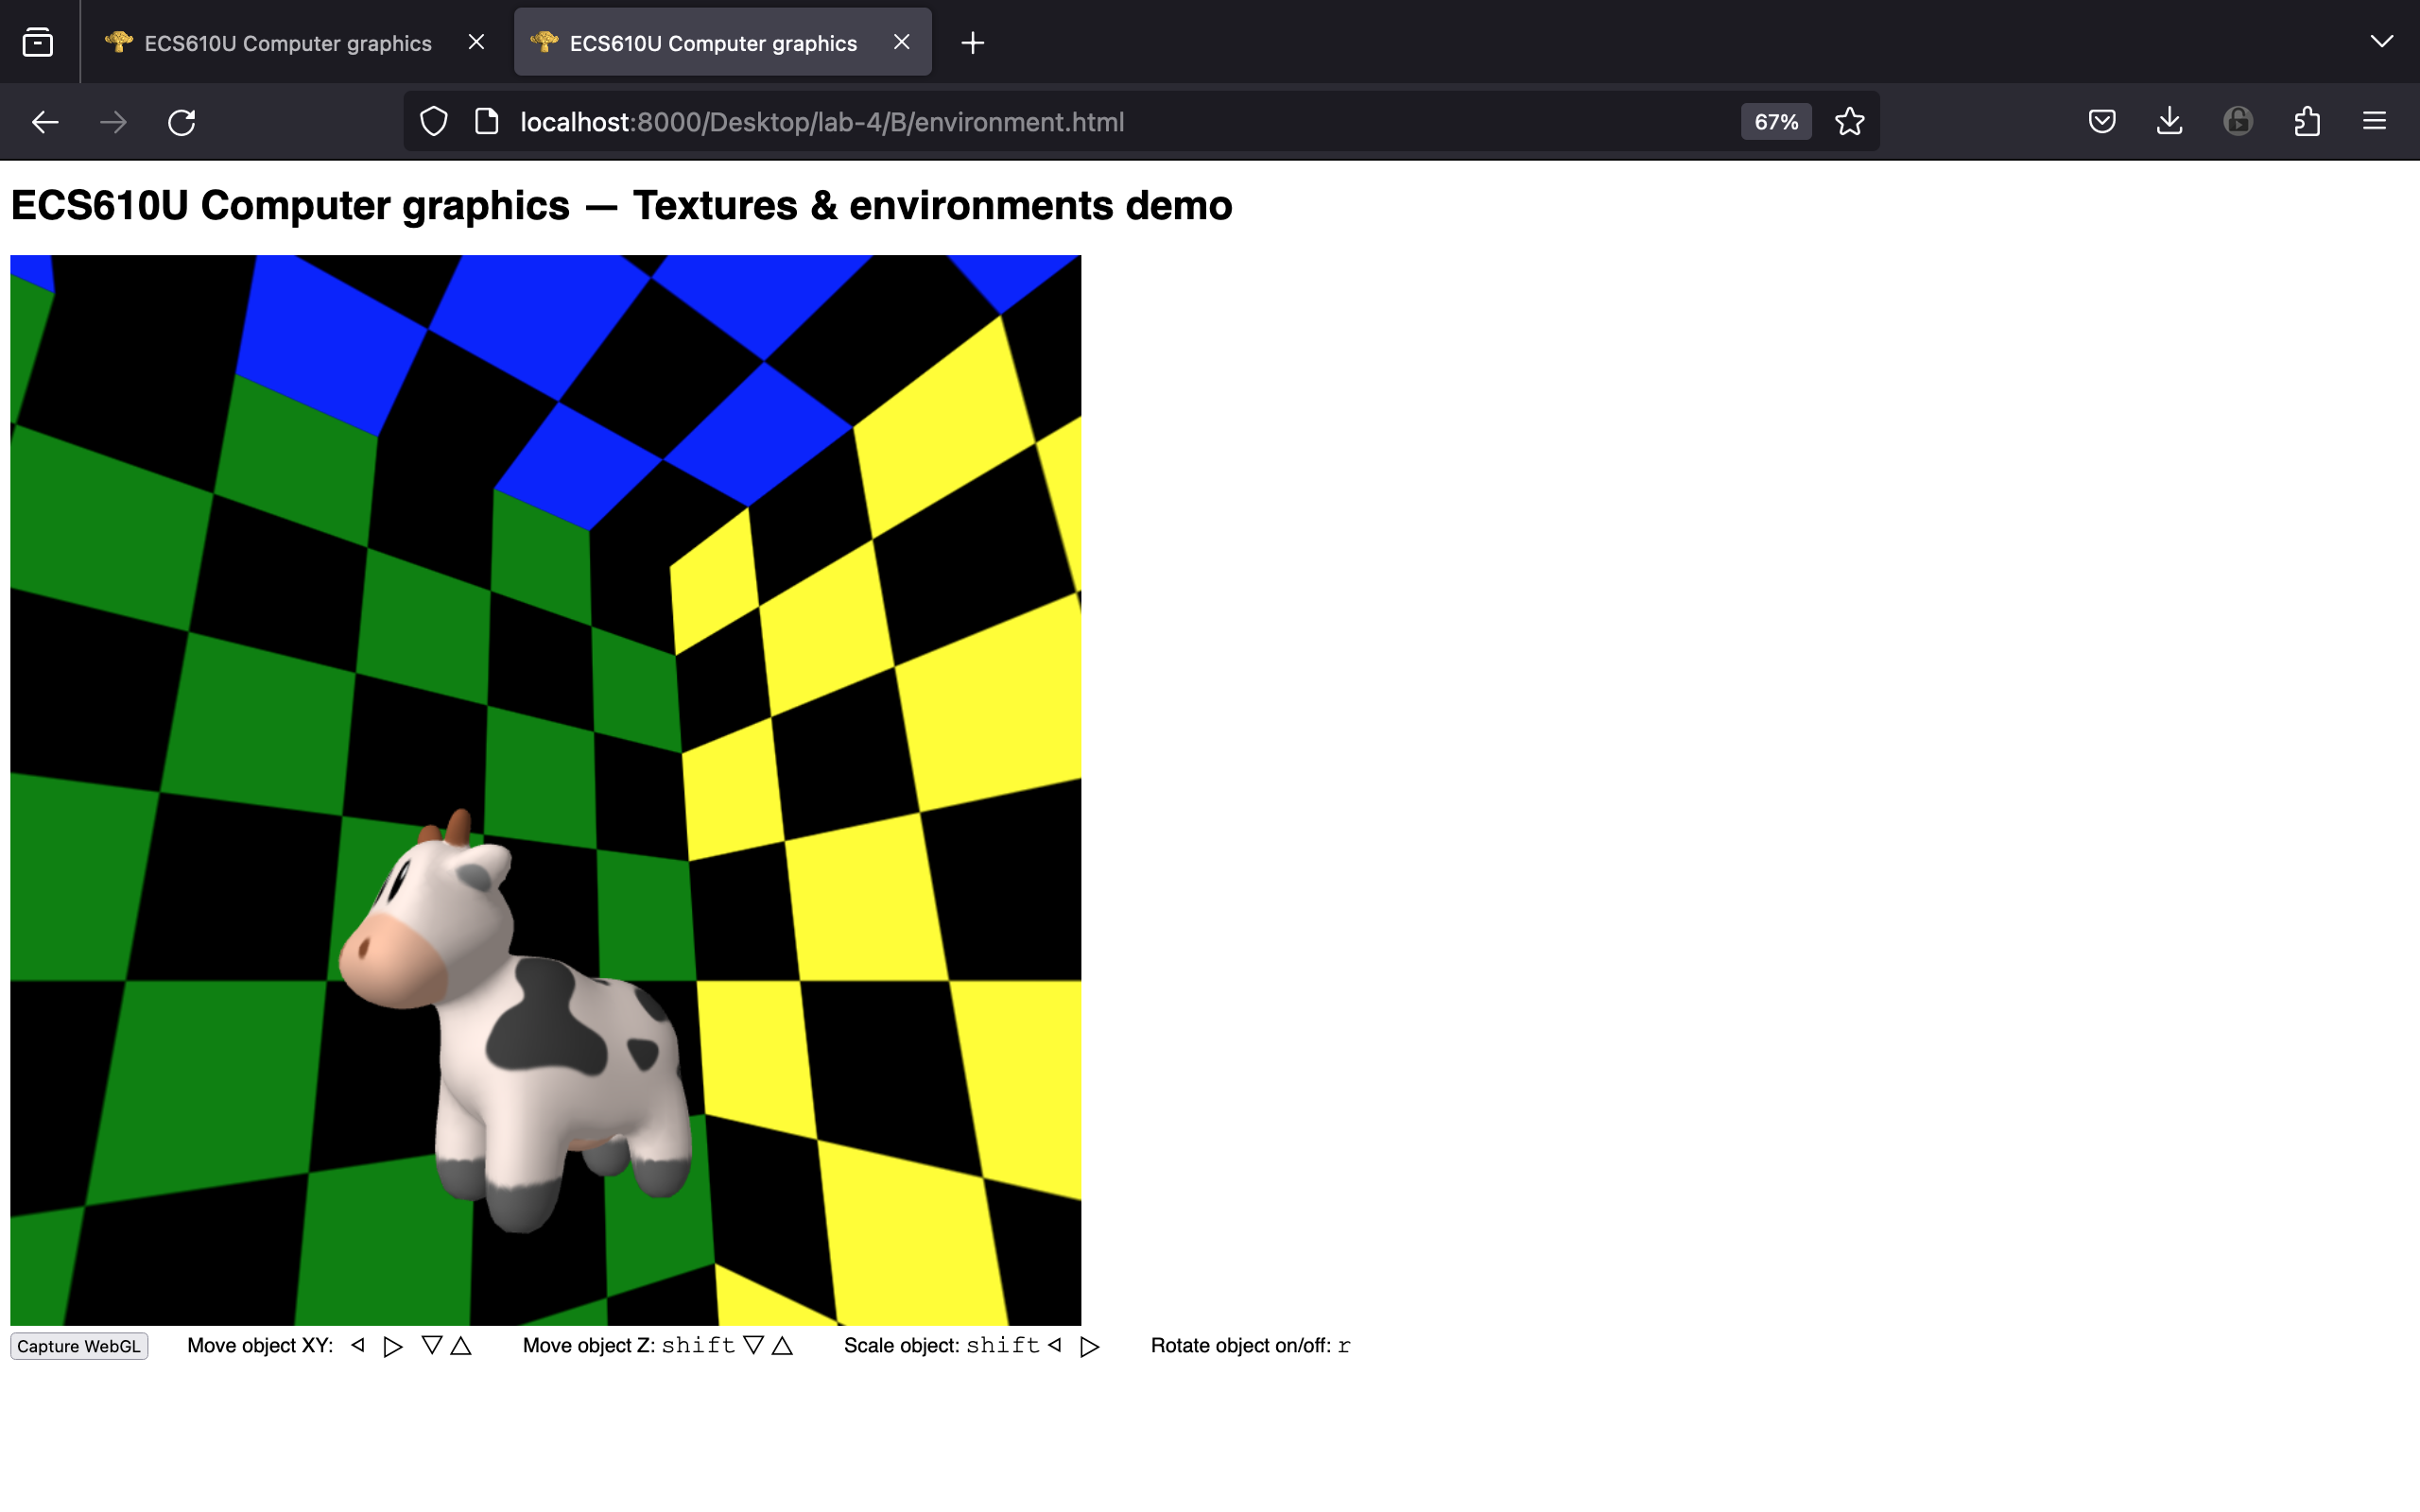 ECS610U Computer graphics
ECS610U Computer graphics
localhost:8000/Desktop/lab-4/B/environment.html
67%
ECS610U Computer graphics — Textures & environments demo
Capture WebGL Move object XY: ◁ ▷ ▽ △ Move object Z: shift ▽ △ Scale object: shift ◁ ▷ Rotate object on/off: r